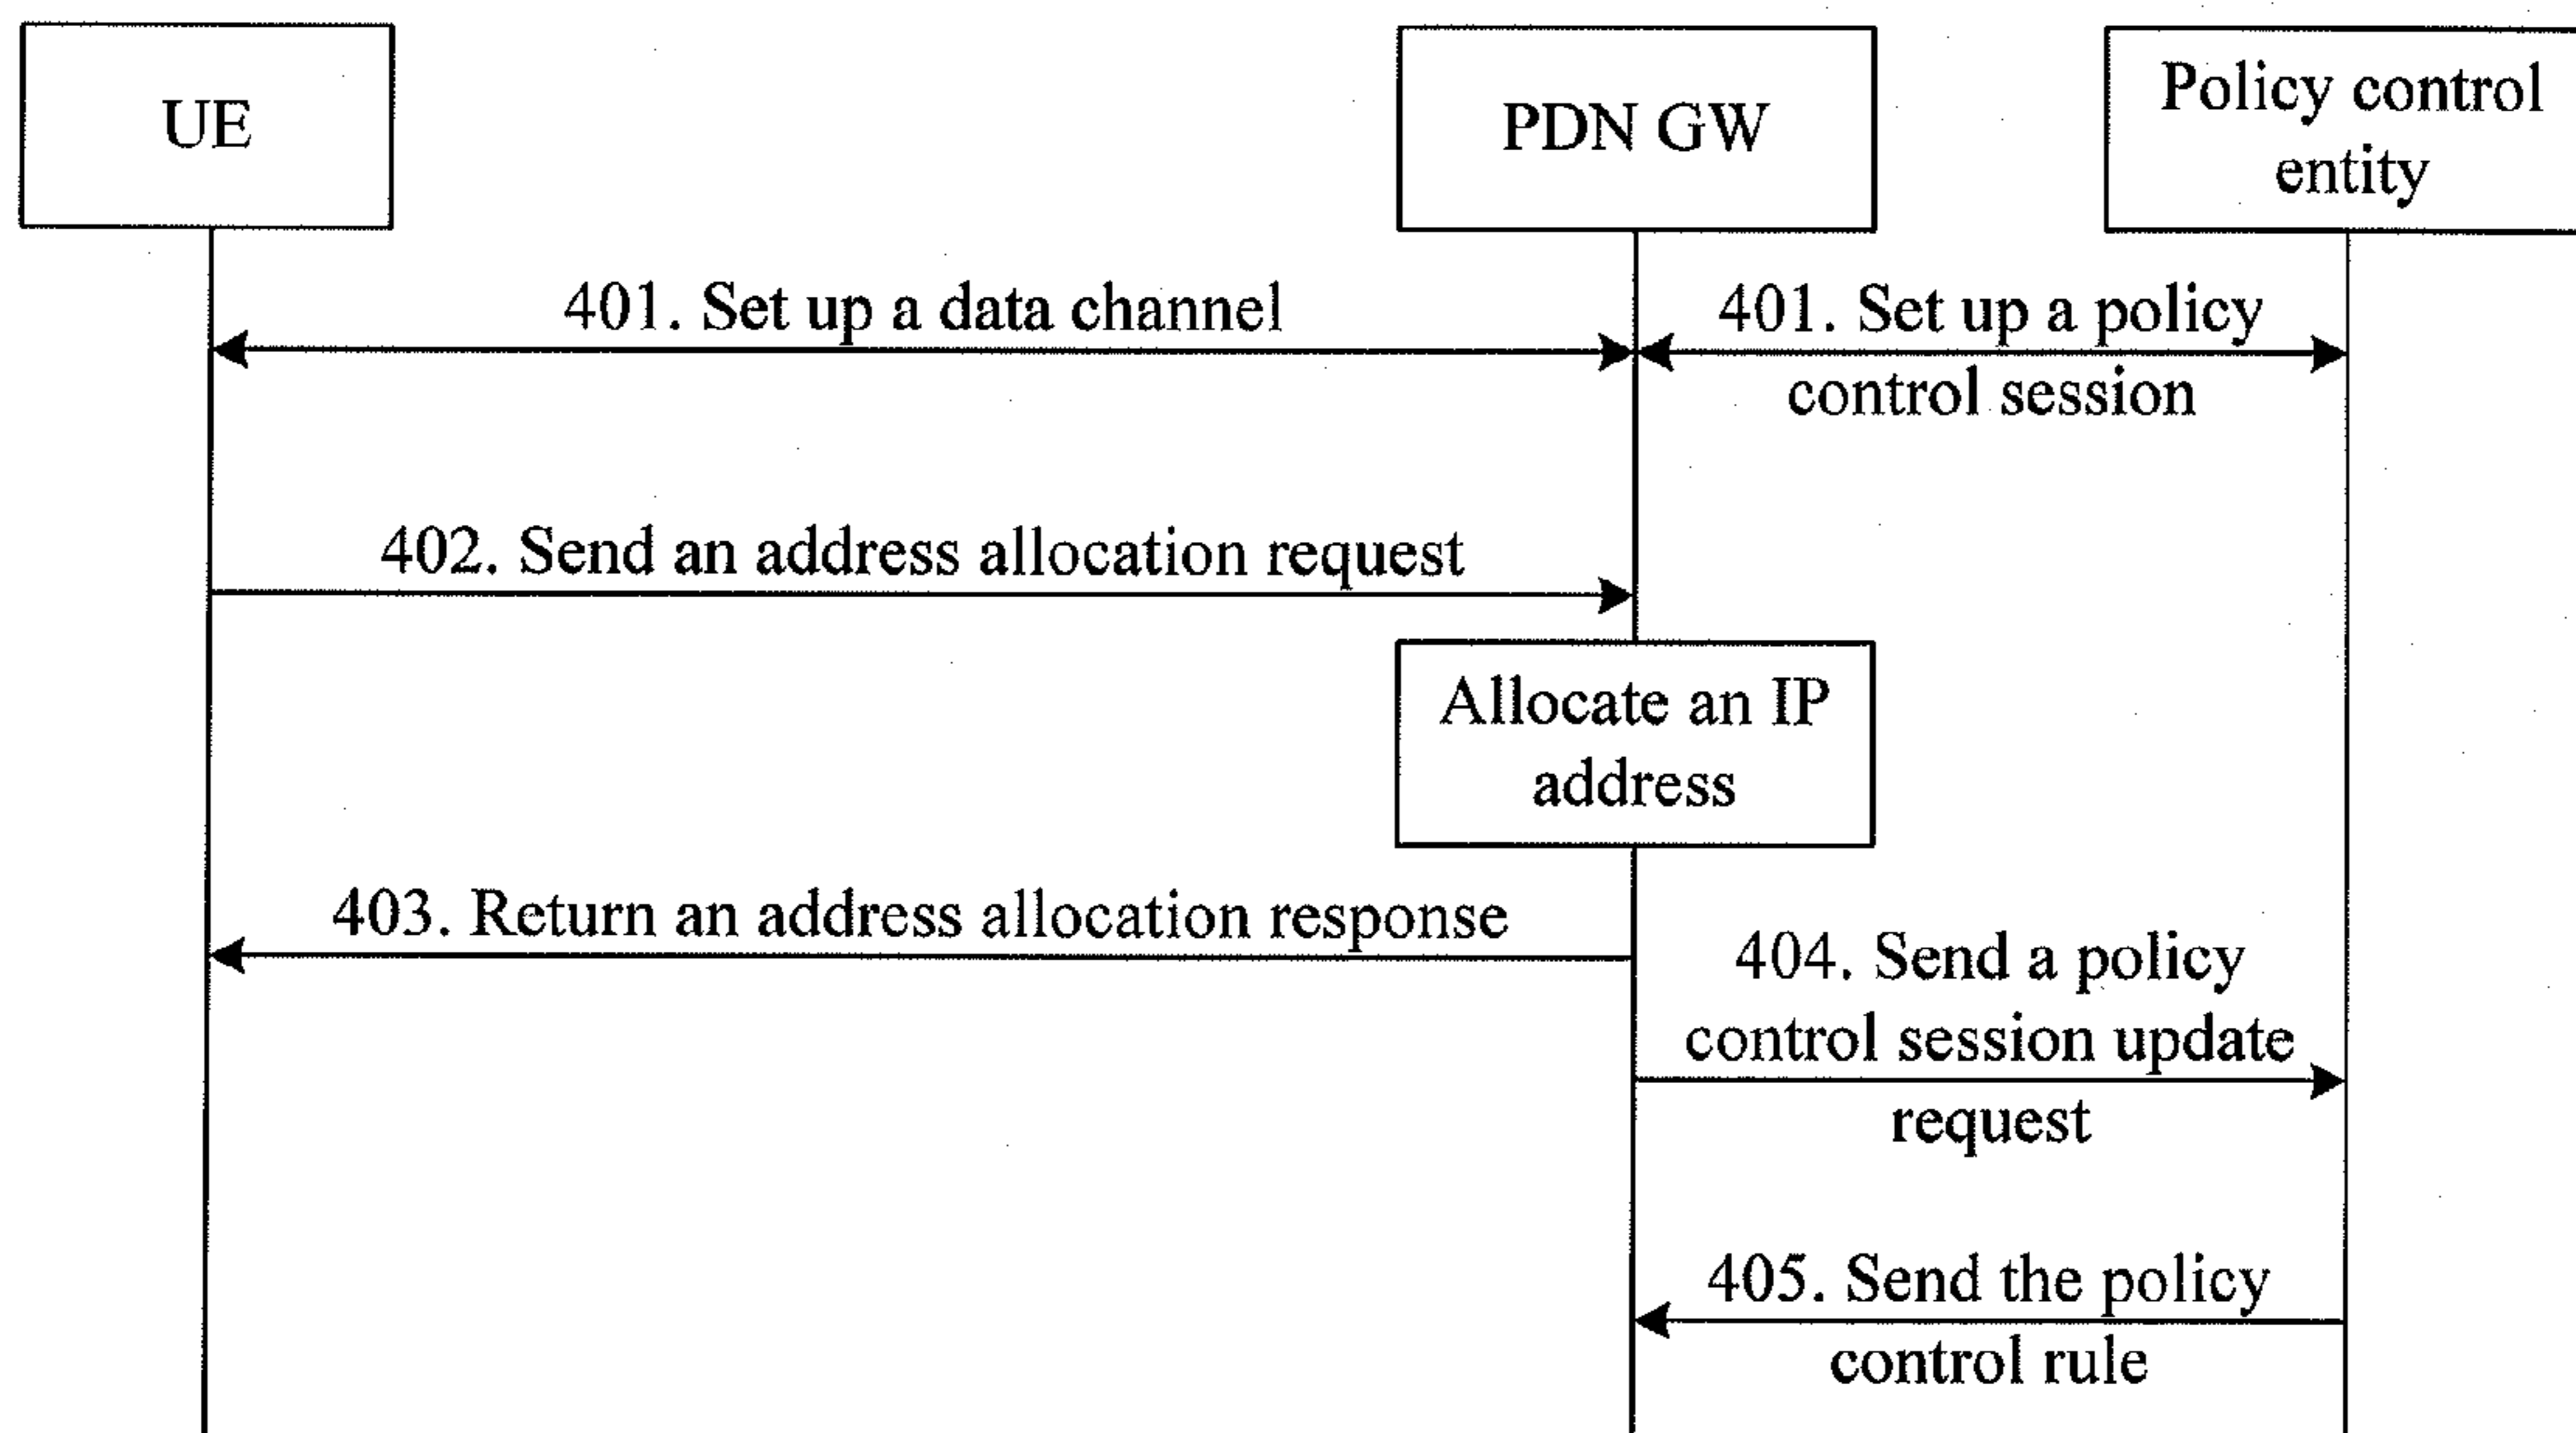 UE
PDN GW
Policy control
entity
401. Set up a data channel
401. Set up a policy
control session
402. Send an address allocation request
Allocate an IP
address
403. Return an address allocation response
404. Send a policy
control session update
request
405. Send the policy
control rule